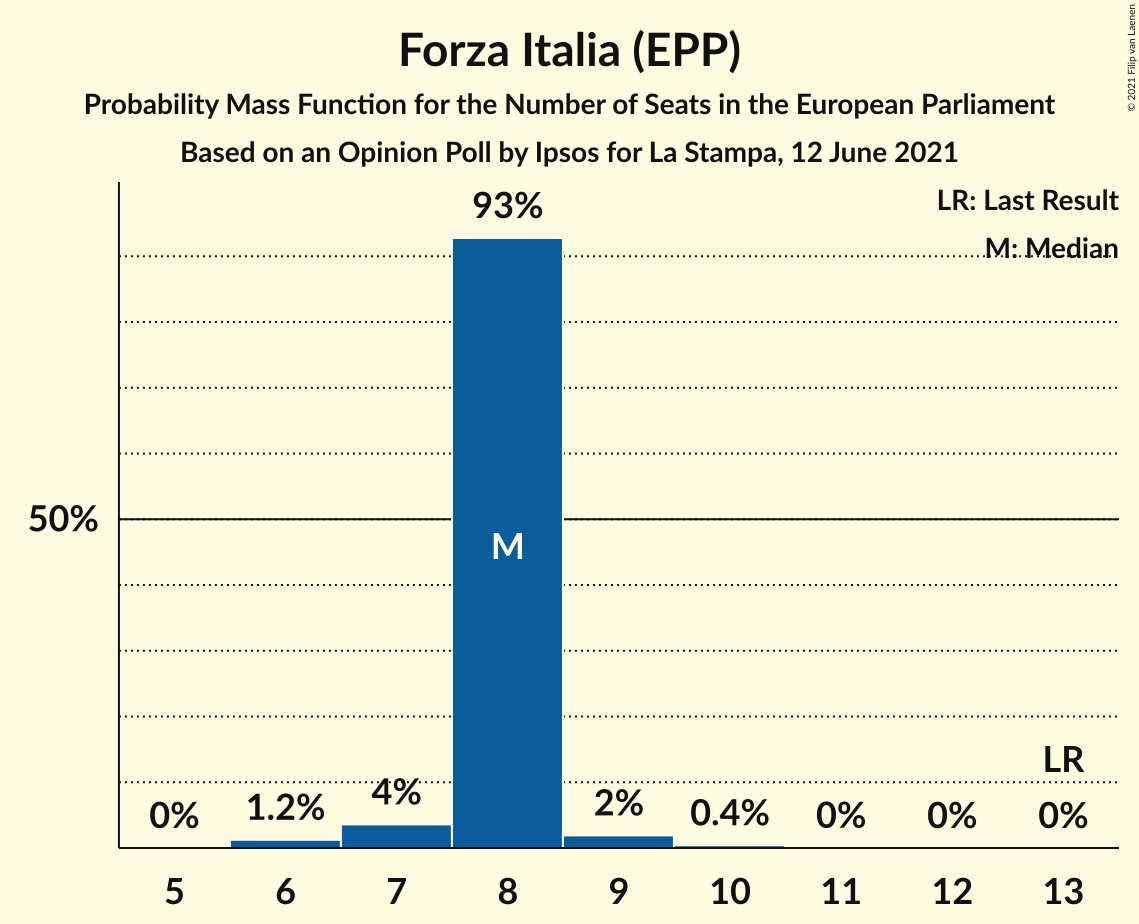 Forza Italia (EPP)
Probability Mass Function for the Number of Seats in the European Parliament
Based on an Opinion Poll by Ipsos for La Stampa, 12 June 2021
© 2021 Filip van Laenen
LR: Last Result
M: Median
93%
50%
M
LR
0% 1.2% 4% 2% 0.4% 0% 0% 0%
5 6 7 8 9 10 11 12 13